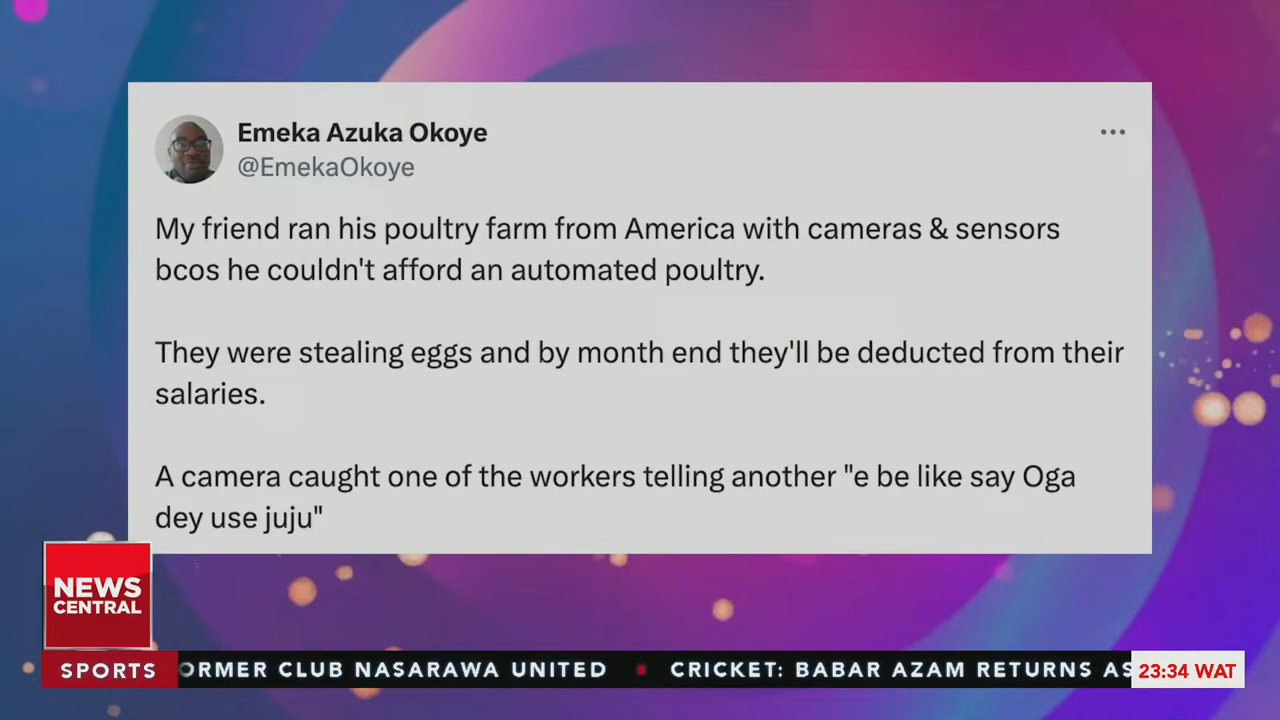 Emeka Azuka Okoye
@EmekaOkoye
My friend ran his poultry farm from America with cameras & sensors
bcos he couldn't afford an automated poultry.
They were stealing eggs and by month end they'll be deducted from their
salaries.
A camera caught one of the workers telling another "e be like say Oga
dey use juju"
NEWS
CENTRAL
SPORTS ORMER CLUB NASARAWA UNITED CRICKET: BABAR AZAM RETURNS AS 23:34 WAT